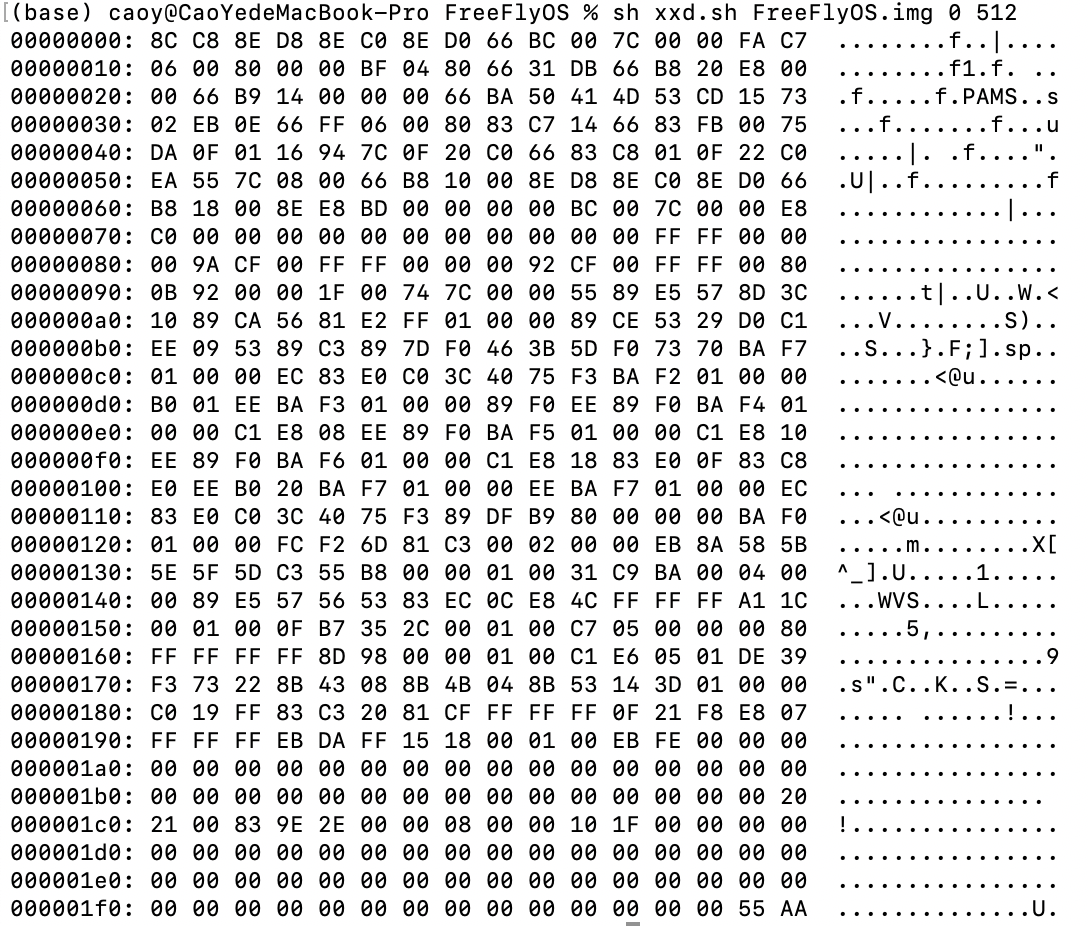 [(base) caoy@CaoYedeMacBook-Pro FreeFlyOS % sh xxd.sh FreeFlyOS.img 0 512
00000000: 8C C8 8E D8 8E C0 8E D0 66 BC 00 7C 00 00 FA C7  ........f..|....
00000010: 06 00 80 00 00 BF 04 80 66 31 DB 66 B8 20 E8 00  ........f1.f. ..
00000020: 00 66 B9 14 00 00 00 66 BA 50 41 4D 53 CD 15 73  .f.....f.PAMS..s
00000030: 02 EB 0E 66 FF 06 00 80 83 C7 14 66 83 FB 00 75  ...f.......f...u
00000040: DA 0F 01 16 94 7C 0F 20 C0 66 83 C8 01 0F 22 C0  .....|. .f....".
00000050: EA 55 7C 08 00 66 B8 10 00 8E D8 8E C0 8E D0 66  .U|..f.........f
00000060: B8 18 00 8E E8 BD 00 00 00 00 BC 00 7C 00 00 E8  ............|...
00000070: C0 00 00 00 00 00 00 00 00 00 00 00 FF FF 00 00  ................
00000080: 00 9A CF 00 FF FF 00 00 00 92 CF 00 FF FF 00 80  ................
00000090: 0B 92 00 00 1F 00 74 7C 00 00 55 89 E5 57 8D 3C  ......t|..U..W.<
000000a0: 10 89 CA 56 81 E2 FF 01 00 00 89 CE 53 29 D0 C1  ...V........S)..
000000b0: EE 09 53 89 C3 89 7D F0 46 3B 5D F0 73 70 BA F7  ..S...}.F;].sp..
000000c0: 01 00 00 EC 83 E0 C0 3C 40 75 F3 BA F2 01 00 00  .......<@u......
000000d0: B0 01 EE BA F3 01 00 00 89 F0 EE 89 F0 BA F4 01  ................
000000e0: 00 00 C1 E8 08 EE 89 F0 BA F5 01 00 00 C1 E8 10  ................
000000f0: EE 89 F0 BA F6 01 00 00 C1 E8 18 83 E0 0F 83 C8  ................
00000100: E0 EE B0 20 BA F7 01 00 00 EE BA F7 01 00 00 EC  ... ............
00000110: 83 E0 C0 3C 40 75 F3 89 DF B9 80 00 00 00 BA F0  ...<@u..........
00000120: 01 00 00 FC F2 6D 81 C3 00 02 00 00 EB 8A 58 5B  .....m........X[
00000130: 5E 5F 5D C3 55 B8 00 00 01 00 31 C9 BA 00 04 00  ^_].U.....1.....
00000140: 00 89 E5 57 56 53 83 EC 0C E8 4C FF FF FF A1 1C  ...WVS....L.....
00000150: 00 01 00 0F B7 35 2C 00 01 00 C7 05 00 00 00 80  .....5,.........
00000160: FF FF FF FF 8D 98 00 00 01 00 C1 E6 05 01 DE 39  ...............9
00000170: F3 73 22 8B 43 08 8B 4B 04 8B 53 14 3D 01 00 00  .s".C..K..S.=...
00000180: C0 19 FF 83 C3 20 81 CF FF FF FF 0F 21 F8 E8 07  ..... ......!...
00000190: FF FF FF EB DA FF 15 18 00 01 00 EB FE 00 00 00  ................
000001a0: 00 00 00 00 00 00 00 00 00 00 00 00 00 00 00 00  ................
000001b0: 00 00 00 00 00 00 00 00 00 00 00 00 00 00 00 20  ...............
000001c0: 21 00 83 9E 2E 00 00 08 00 00 10 1F 00 00 00 00  !...............
000001d0: 00 00 00 00 00 00 00 00 00 00 00 00 00 00 00 00  ................
000001e0: 00 00 00 00 00 00 00 00 00 00 00 00 00 00 00 00  ................
000001f0: 00 00 00 00 00 00 00 00 00 00 00 00 00 00 55 AA  ..............U.